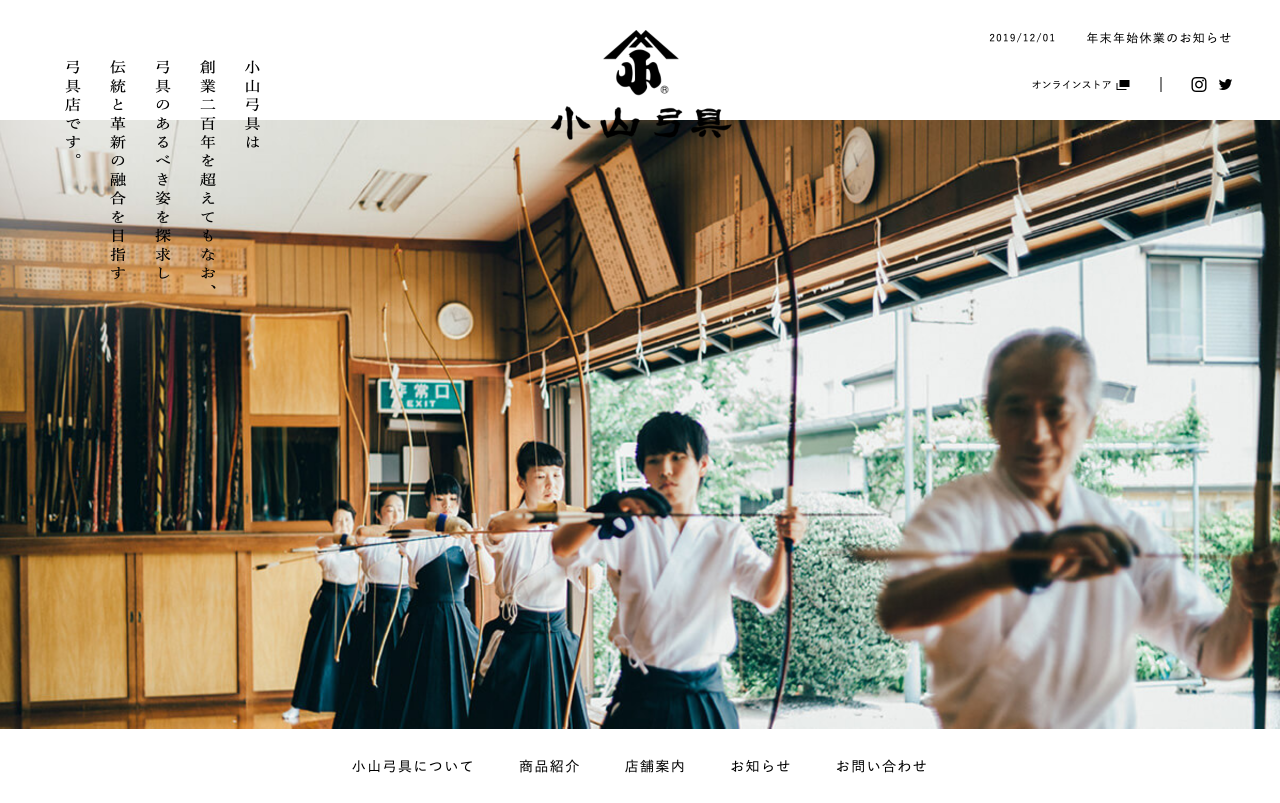 2019/12/01 年末年始休業のお知らせ
オンラインストア
®
小山弓具
小山弓具は
創業二百年を超えてもなお、
弓具のあるべき姿を探求し
伝統と革新の融合を目指す
弓具店です。
非常口
EXIT
小山弓具について 商品紹介 店舗案内 お知らせ お問い合わせ